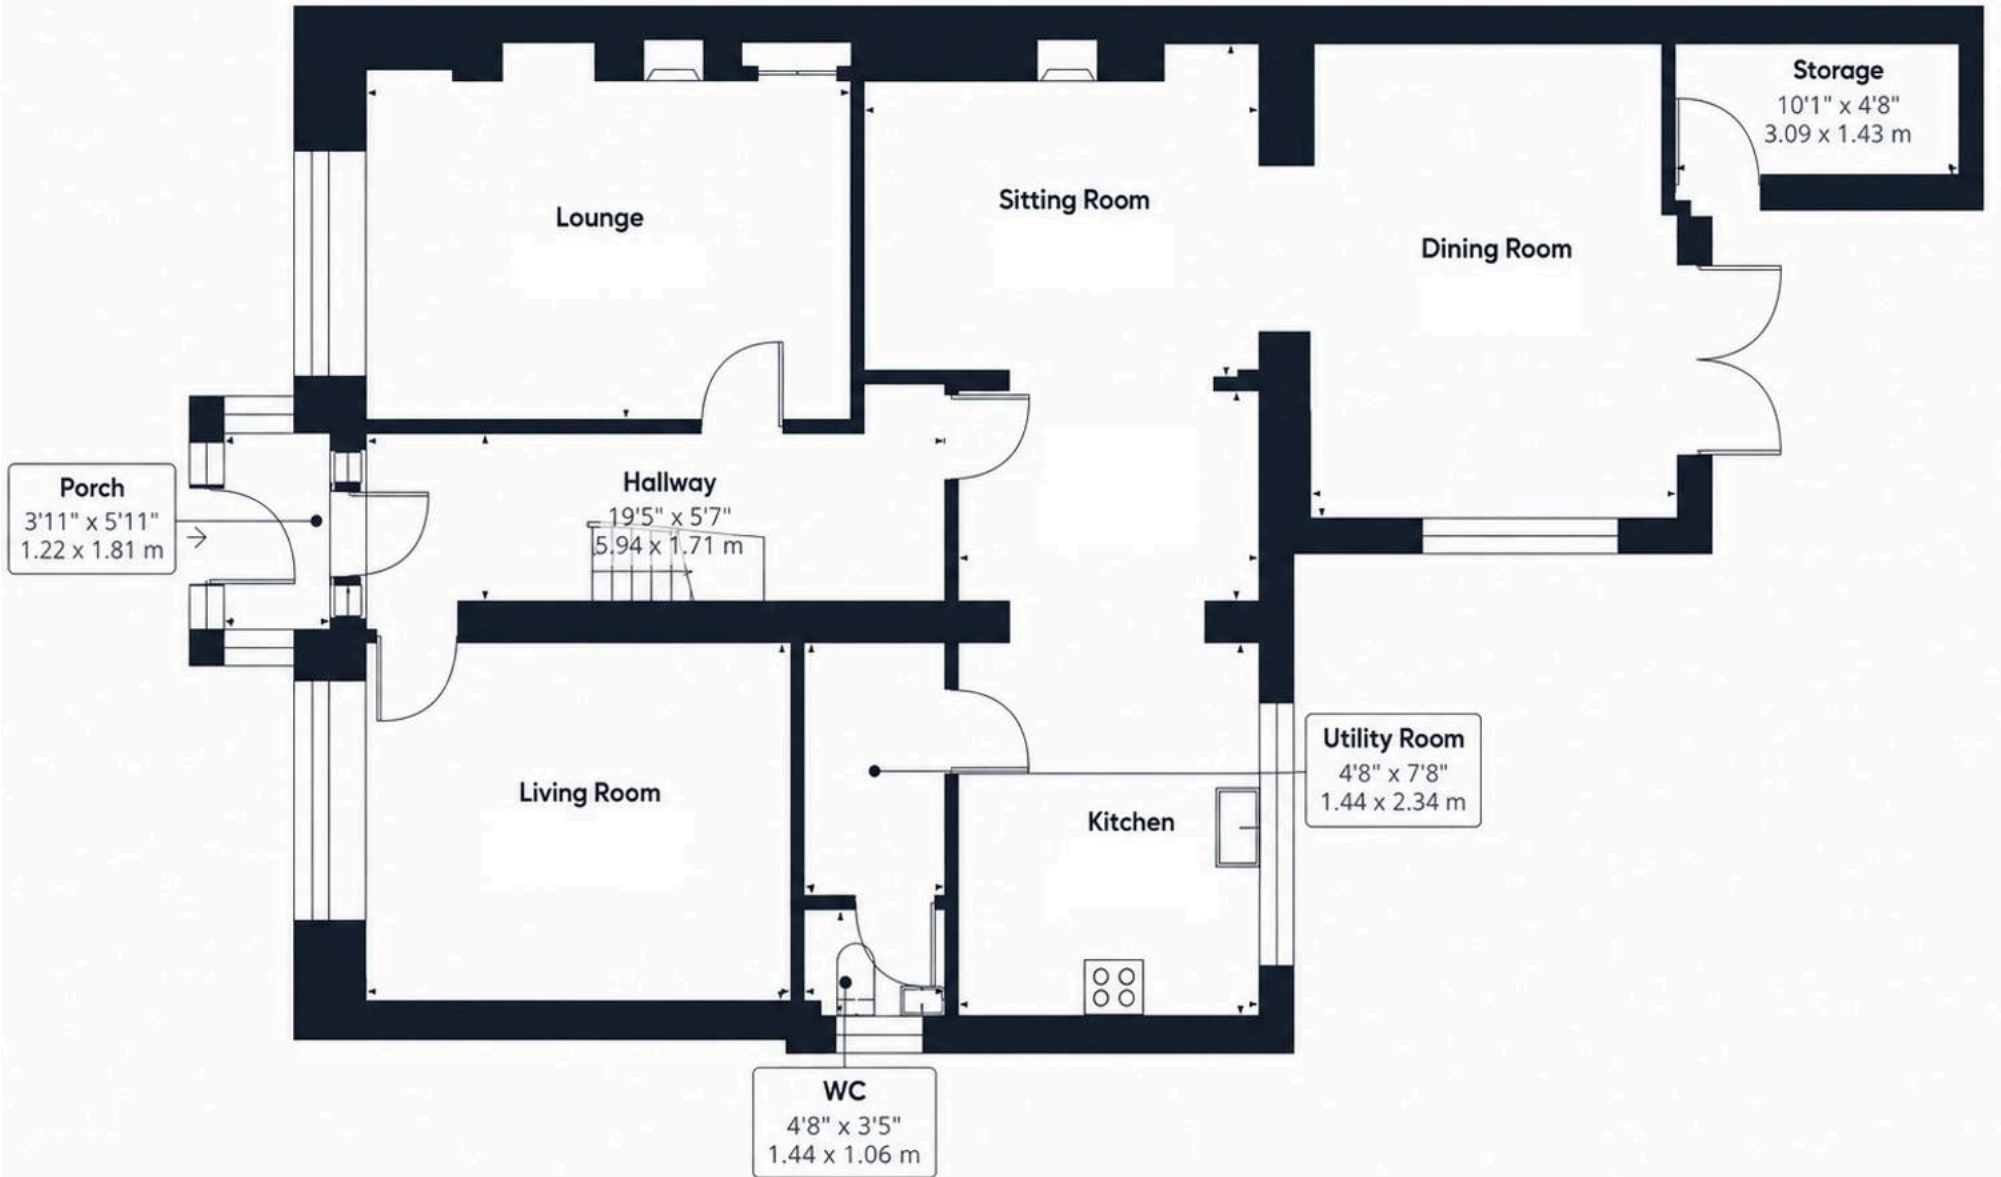 Storage
10'1" x 4'8"
3.09 x 1.43 m
Lounge
Sitting Room
Dining Room
Porch
3'11" x 5'11"
1.22 x 1.81 m
Hallway
19'5" x 5'7"
5.94 x 1.71 m
Living Room
Kitchen
Utility Room
4'8" x 7'8"
1.44 x 2.34 m
WC
4'8" x 3'5"
1.44 x 1.06 m